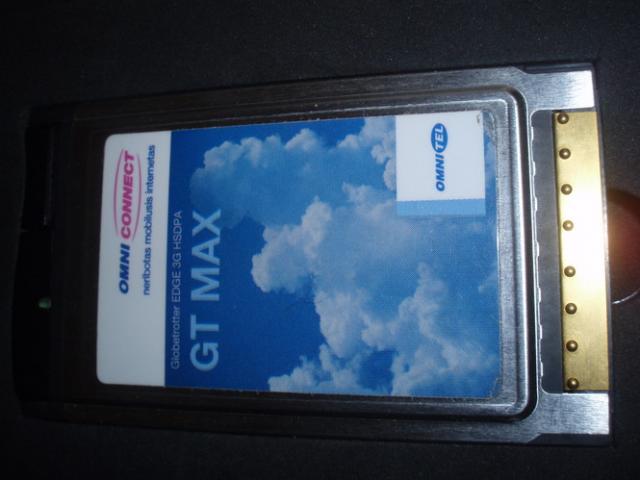 OMNI CONNECT
neribotas mobilusis internetas
Globetrotter EDGE 3G HSDPA
GT MAX
OMNITEL